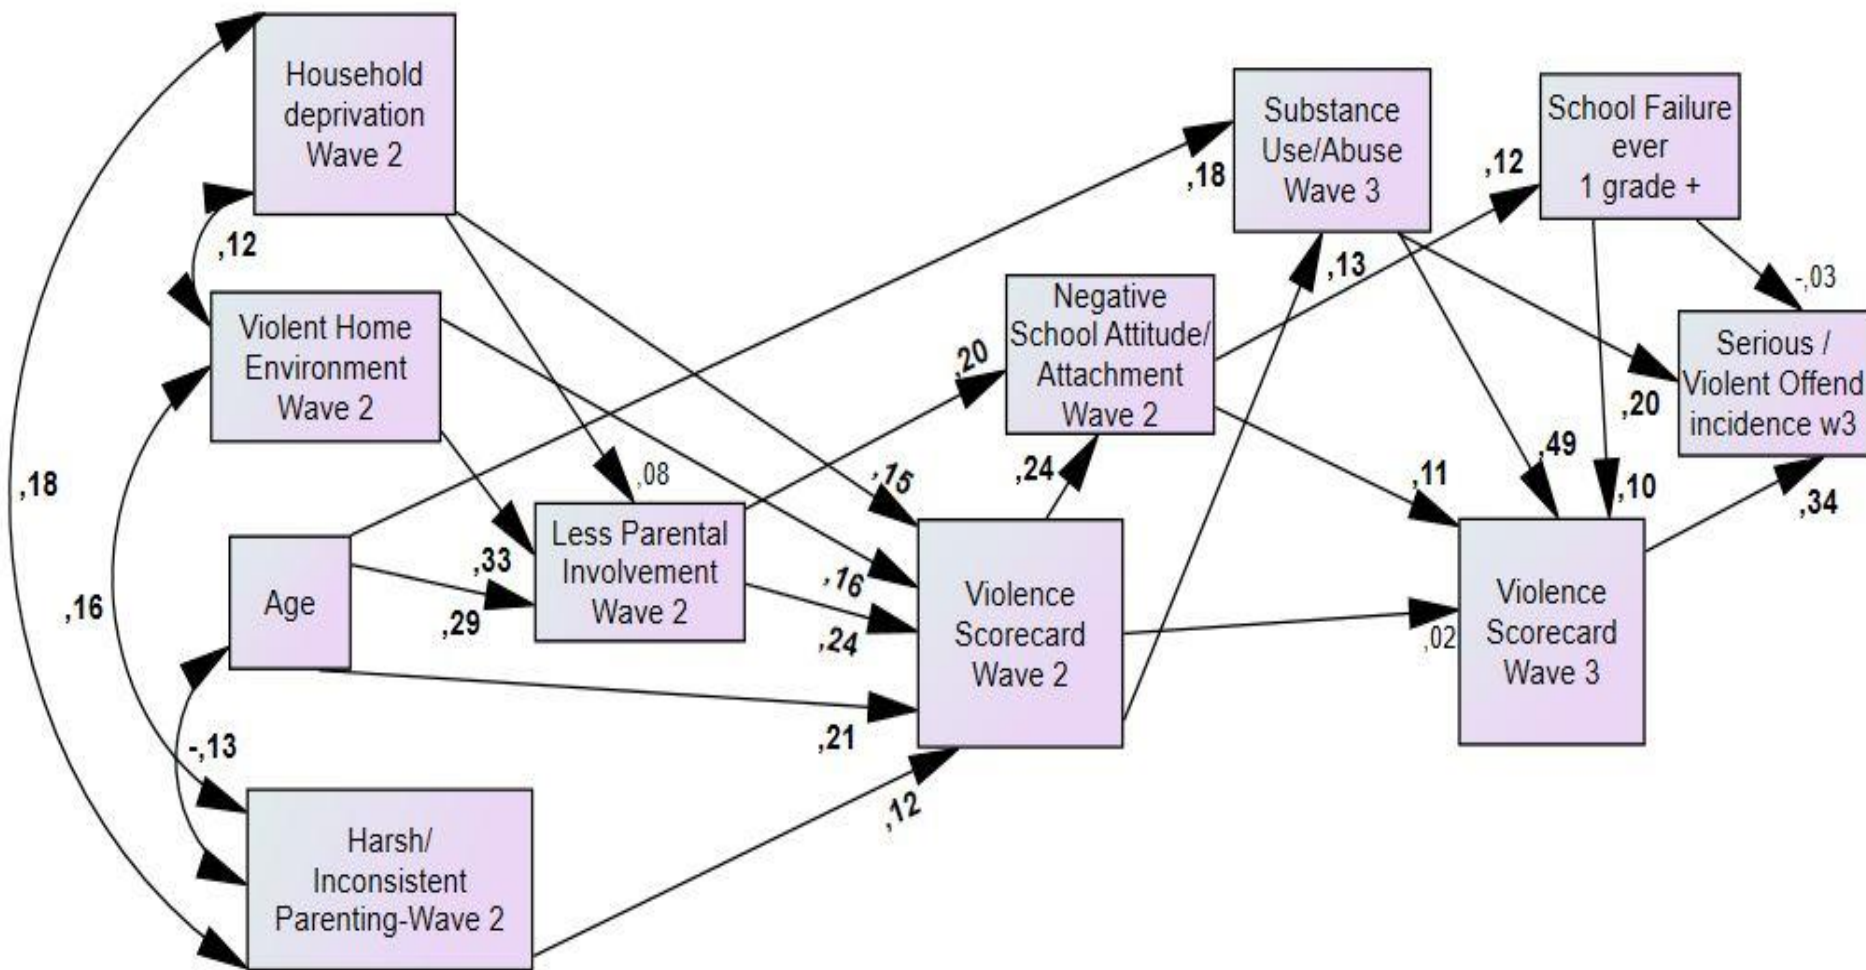 Household
deprivation
Wave 2
,12
Violent Home
Environment
Wave 2
,18
,16
Age
-,13
Harsh/
Inconsistent
Parenting-Wave 2
,08
,33
,29
Less Parental
Involvement
Wave 2
,20
,15
,16
,24
,21
,12
Violence
Scorecard
Wave 2
,24
Negative
School Attitude/
Attachment
Wave 2
,18
Substance
Use/Abuse
Wave 3
,13
,12
School Failure
ever
1 grade +
-,03
Serious /
Violent Offend
incidence w3
,20
,49
,10
,11
,34
,02
Violence
Scorecard
Wave 3